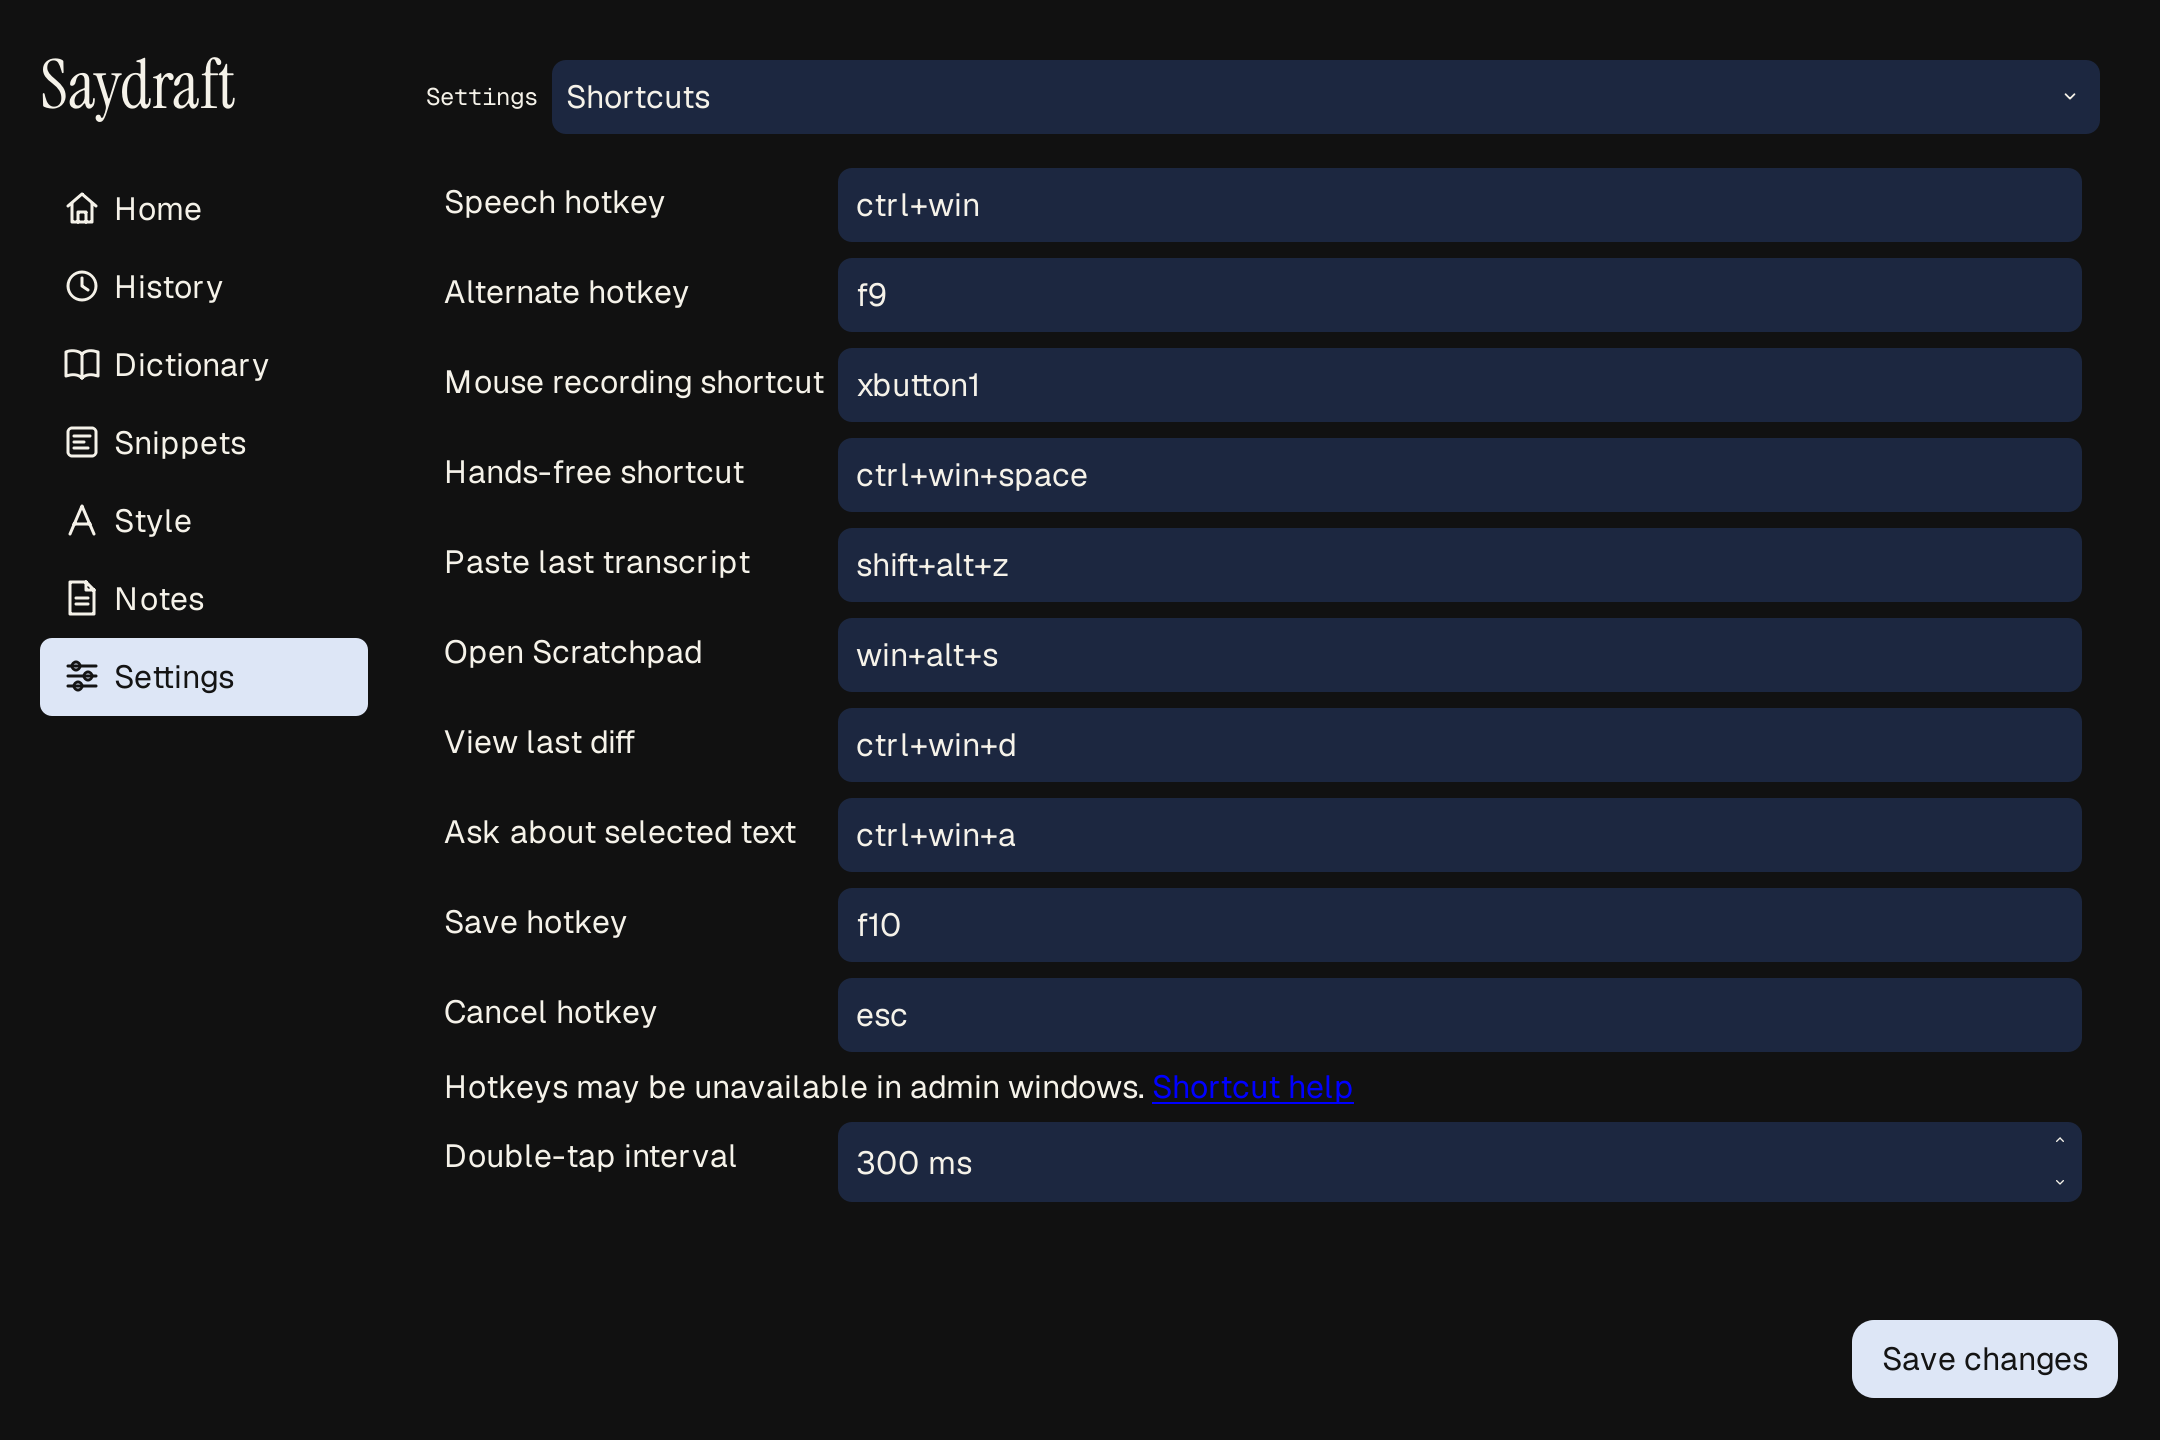 Saydraft
Settings Shortcuts
Home
History
Dictionary
Snippets
Style
Notes
Settings
Speech hotkey ctrl+win
Alternate hotkey f9
Mouse recording shortcut xbutton1
Hands-free shortcut ctrl+win+space
Paste last transcript shift+alt+z
Open Scratchpad win+alt+s
View last diff ctrl+win+d
Ask about selected text ctrl+win+a
Save hotkey f10
Cancel hotkey esc
Hotkeys may be unavailable in admin windows. Shortcut help
Double-tap interval 300 ms
Save changes